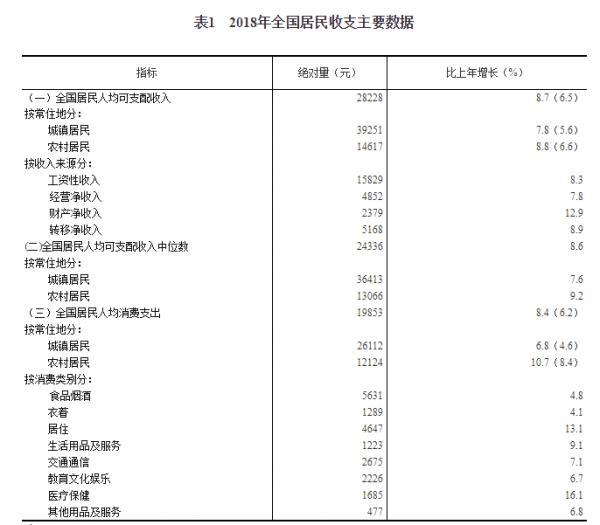 表1 2018年全国居民收支主要数据
指标 绝对量(元) 比上年增长(%)
(一)全国居民人均可支配收入 28228 8.7(6.5)
按常住地分:
城镇居民 39251 7.8(5.6)
农村居民 14617 8.8(6.6)
按收入来源分:
工资性收入 15829 8.3
经营净收入 4852 7.8
财产净收入 2379 12.9
转移净收入 5168 8.9
(二)全国居民人均可支配收入中位数 24336 8.6
按常住地分:
城镇居民 36413 7.6
农村居民 13066 9.2
(三)全国居民人均消费支出 19853 8.4(6.2)
按常住地分:
城镇居民 26112 6.8(4.6)
农村居民 12124 10.7(8.4)
按消费类别分:
食品烟酒 5631 4.8
衣着 1289 4.1
居住 4647 13.1
生活用品及服务 1223 9.1
交通通信 2675 7.1
教育文化娱乐 2226 6.7
医疗保健 1685 16.1
其他用品及服务 477 6.8